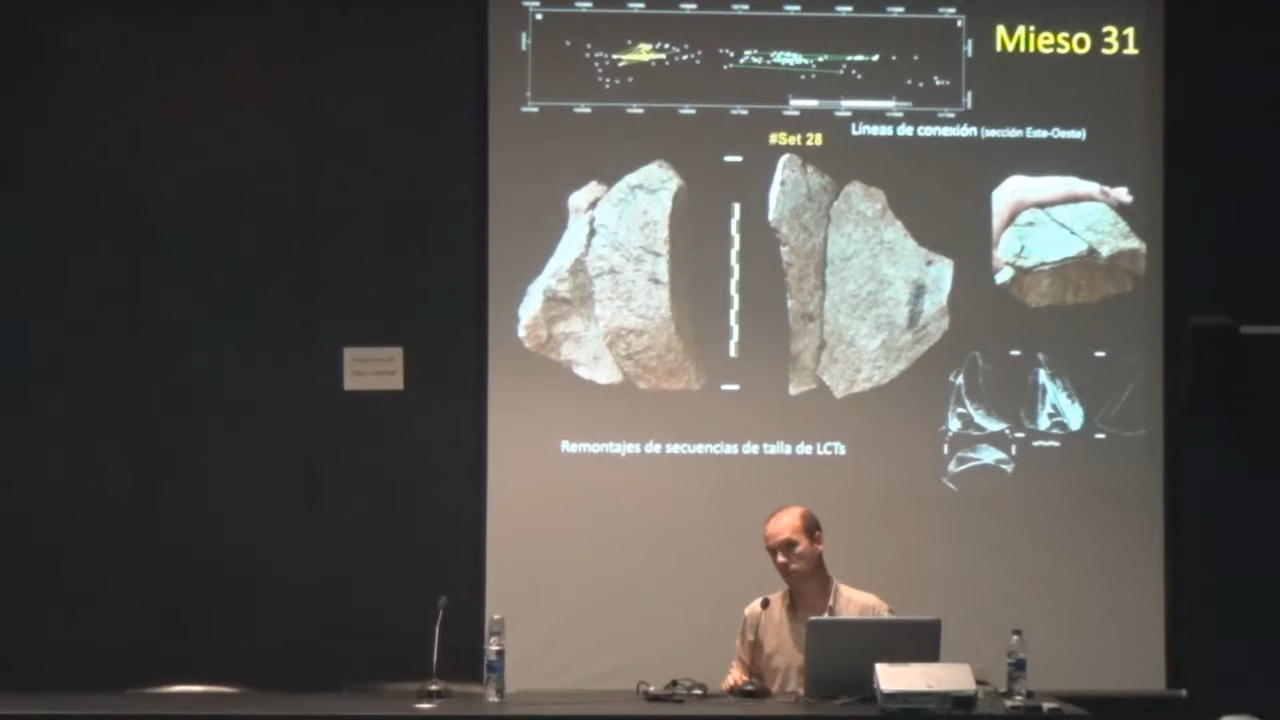 Mieso 31
Líneas de conexión (sección Este-Oeste)
#Set 28
Remontajes de secuencias de talla de LCTs